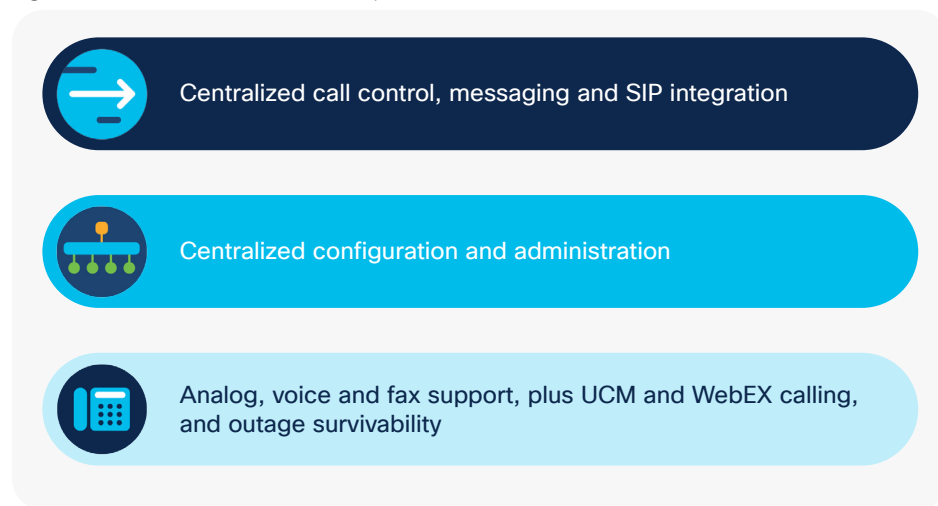 Centralized call control, messaging and SIP integration
Centralized configuration and administration
Analog, voice and fax support, plus UCM and WebEX calling,
and outage survivability